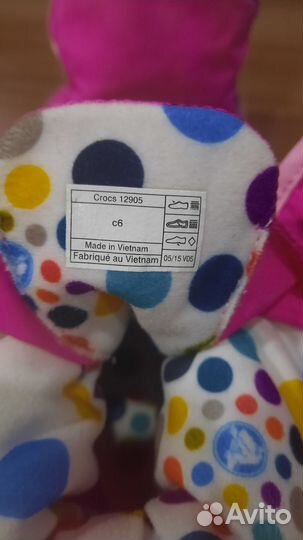 Crocs 12905
c6
Made in Vietnam
Fabriqué au Vietnam
05/15 VDS
Avito